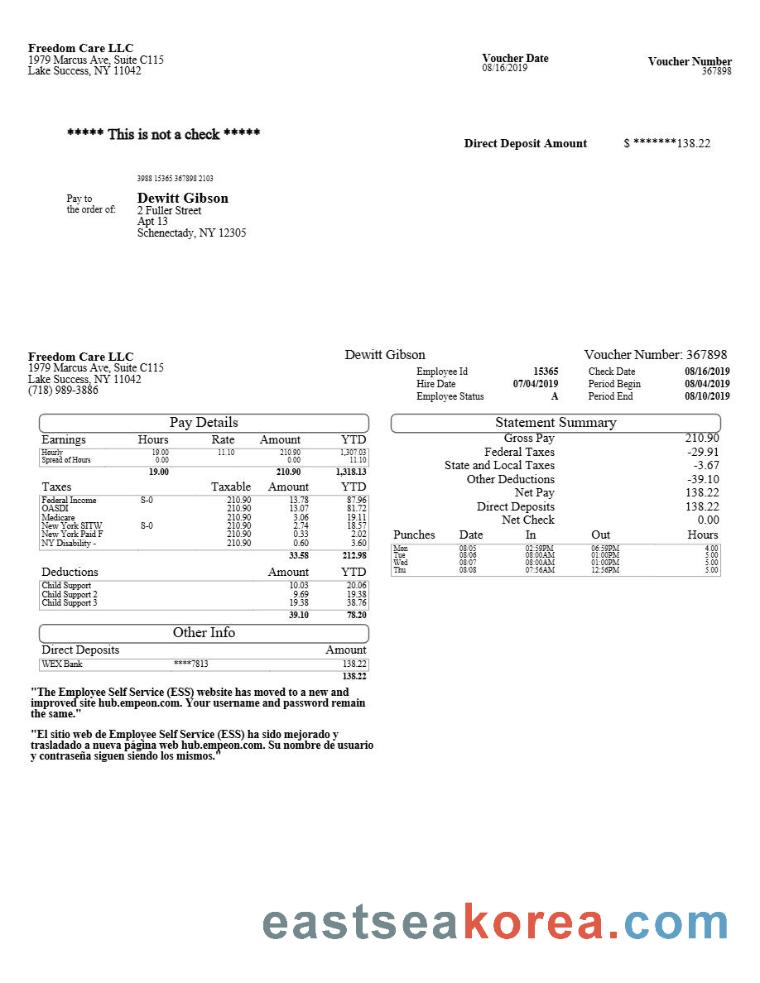 Freedom Care LLC
1979 Marcus Ave, Suite C115
Lake Success, NY 11042
Voucher Date
08/16/2019
Voucher Number
367898
***** This is not a check *****
Direct Deposit Amount $ *******138.22
3988 15365 367898 2103
Pay to
the order of:
Dewitt Gibson
2 Fuller Street
Apt 13
Schenectady, NY 12305
Freedom Care LLC
1979 Marcus Ave, Suite C115
Lake Success, NY 11042
(718) 989-3886
Dewitt Gibson
Voucher Number: 367898
Employee Id 15365 Check Date 08/16/2019
Hire Date 07/04/2019 Period Begin 08/04/2019
Employee Status A Period End 08/10/2019
Pay Details
Earnings Hours Rate Amount YTD
Hourly 19.00 11.10 210.90 1,307.03
Spread of Hours 0.00 0.00 11.10
19.00 210.90 1,318.13
Taxes Taxable Amount YTD
Federal Income S-0 210.90 13.78 87.96
OASDI 210.90 13.07 81.72
Medicare 210.90 3.06 19.11
New York SITW S-0 210.90 2.74 18.57
New York Paid F 210.90 0.33 2.02
NY Disability - 210.90 0.60 3.60
33.58 212.98
Deductions Amount YTD
Child Support 10.03 20.06
Child Support 2 9.69 19.38
Child Support 3 19.38 38.76
39.10 78.20
Other Info
Direct Deposits Amount
WEX Bank ****7813 138.22
138.22
Statement Summary
Gross Pay 210.90
Federal Taxes -29.91
State and Local Taxes -3.67
Other Deductions -39.10
Net Pay 138.22
Direct Deposits 138.22
Net Check 0.00
Punches Date In Out Hours
Mon 08/05 02:59PM 06:59PM 4.00
Tue 08/06 08:00AM 01:00PM 5.00
Wed 08/07 08:00AM 01:00PM 5.00
Thu 08/08 07:56AM 12:56PM 5.00
"The Employee Self Service (ESS) website has moved to a new and
improved site hub.empeon.com. Your username and password remain
the same."
"El sitio web de Employee Self Service (ESS) ha sido mejorado y
trasladado a nueva página web hub.empeon.com. Su nombre de usuario
y contraseña siguen siendo los mismos."
eastseakorea.com